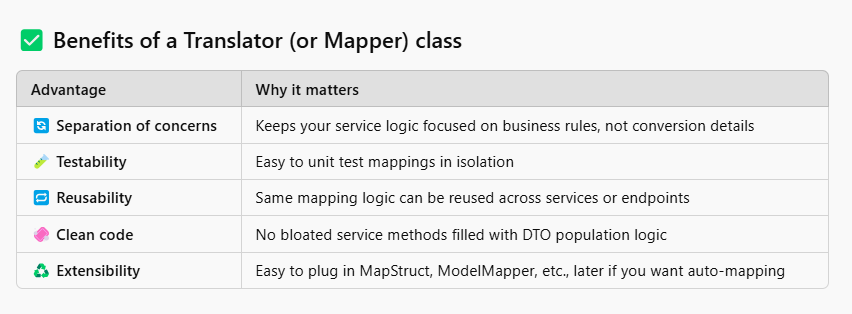 Benefits of a Translator (or Mapper) class
Advantage Why it matters
Separation of concerns Keeps your service logic focused on business rules, not conversion details
Testability Easy to unit test mappings in isolation
Reusability Same mapping logic can be reused across services or endpoints
Clean code No bloated service methods filled with DTO population logic
Extensibility Easy to plug in MapStruct, ModelMapper, etc., later if you want auto-mapping